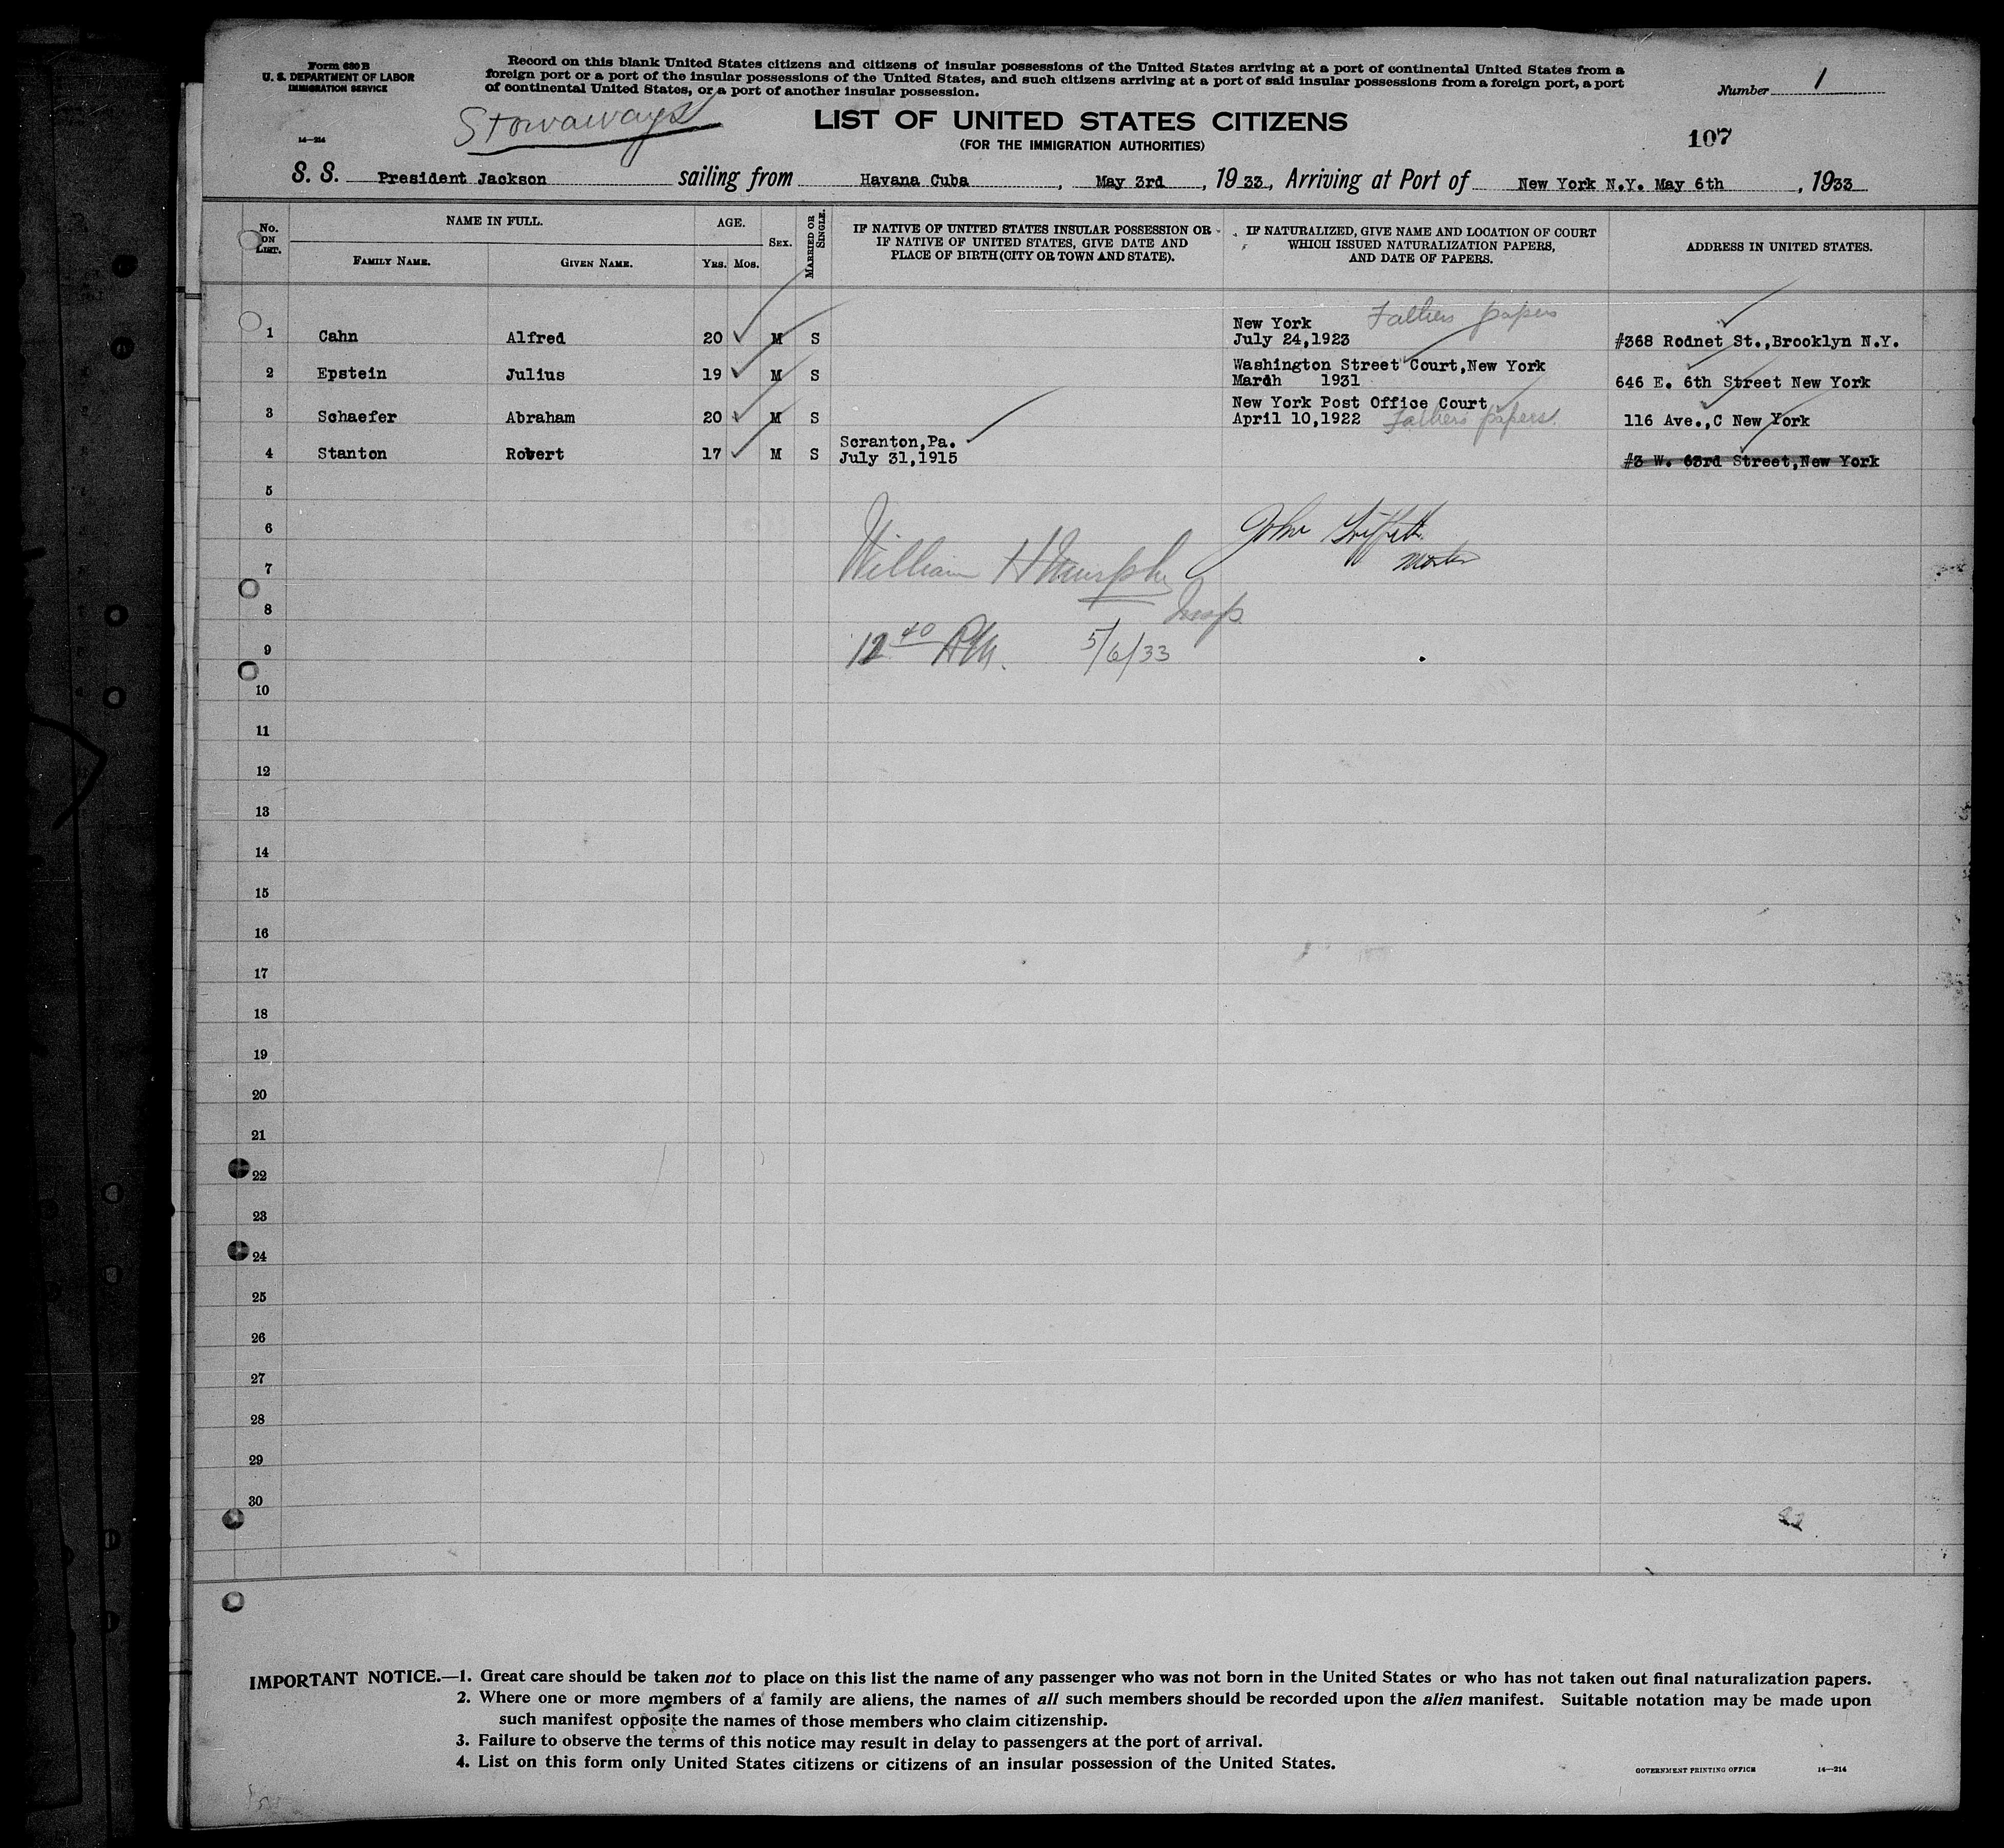 Form 630 B
U. S. DEPARTMENT OF LABOR
IMMIGRATION SERVICE
14—214
Record on this blank United States citizens and citizens of insular possessions of the United States arriving at a port of continental United States from a
foreign port or a port of the insular possessions of the United States, and such citizens arriving at a port of said insular possessions from a foreign port, a port
of continental United States, or a port of another insular possession.
Number 1
Stowaways
LIST OF UNITED STATES CITIZENS
(FOR THE IMMIGRATION AUTHORITIES)
107
S. S. President Jackson sailing from Havana Cuba, May 3rd, 1933, Arriving at Port of New York N.Y. May 6th, 1933
No. ON LIST. NAME IN FULL. AGE. SEX. MARRIED OR SINGLE. IF NATIVE OF UNITED STATES INSULAR POSSESSION OR IF NATIVE OF UNITED STATES, GIVE DATE AND PLACE OF BIRTH (CITY OR TOWN AND STATE). IF NATURALIZED, GIVE NAME AND LOCATION OF COURT WHICH ISSUED NATURALIZATION PAPERS, AND DATE OF PAPERS. ADDRESS IN UNITED STATES.
FAMILY NAME. GIVEN NAME. YRS. MOS.
New York Fathers papers
1 Cahn Alfred 20 M S July 24,1923 #368 Rodnet St.,Brooklyn N.Y.
Washington Street Court,New York
2 Epstein Julius 19 M S March 1931 646 E. 6th Street New York
New York Post Office Court
3 Schaefer Abraham 20 M S April 10,1922 Fathers papers. 116 Ave.,C New York
Scranton,Pa.
4 Stanton Robert 17 M S July 31,1915 #3 W. 63rd Street,New York
5
6 John Griffith
7 William H Murphy Master
8 Insp.
9 12 40 PM. 5/6/33
10
11
12
13
14
15
16
17
18
19
20
21
22
23
24
25
26
27
28
29
30
IMPORTANT NOTICE.—1. Great care should be taken not to place on this list the name of any passenger who was not born in the United States or who has not taken out final naturalization papers.
2. Where one or more members of a family are aliens, the names of all such members should be recorded upon the alien manifest. Suitable notation may be made upon
such manifest opposite the names of those members who claim citizenship.
3. Failure to observe the terms of this notice may result in delay to passengers at the port of arrival.
4. List on this form only United States citizens or citizens of an insular possession of the United States.
GOVERNMENT PRINTING OFFICE 14—214